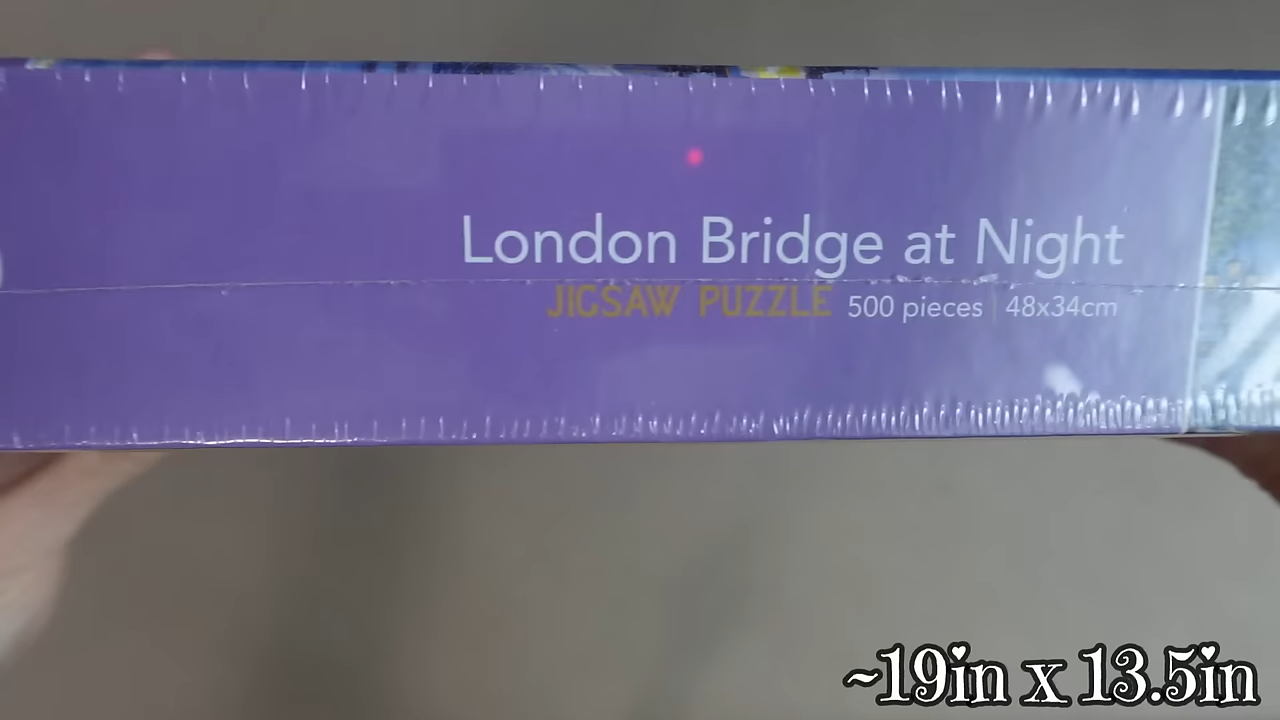 London Bridge at Night
JIGSAW PUZZLE 500 pieces | 48x34cm
~19in x 13.5in